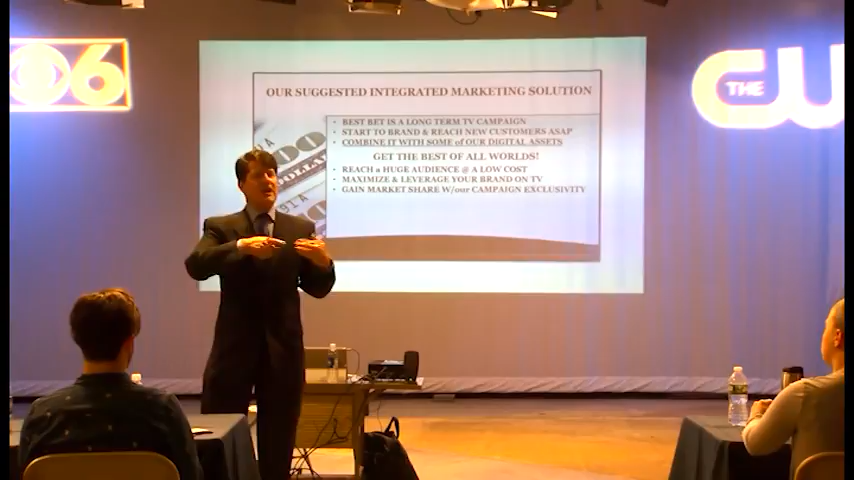 6
THE
CW
OUR SUGGESTED INTEGRATED MARKETING SOLUTION
• BEST BET IS A LONG TERM TV CAMPAIGN
• START TO BRAND & REACH NEW CUSTOMERS ASAP
• COMBINE IT WITH SOME of OUR DIGITAL ASSETS
GET THE BEST OF ALL WORLDS!
• REACH a HUGE AUDIENCE @ A LOW COST
• MAXIMIZE & LEVERAGE YOUR BRAND ON TV
• GAIN MARKET SHARE W/our CAMPAIGN EXCLUSIVITY
DOLLAR